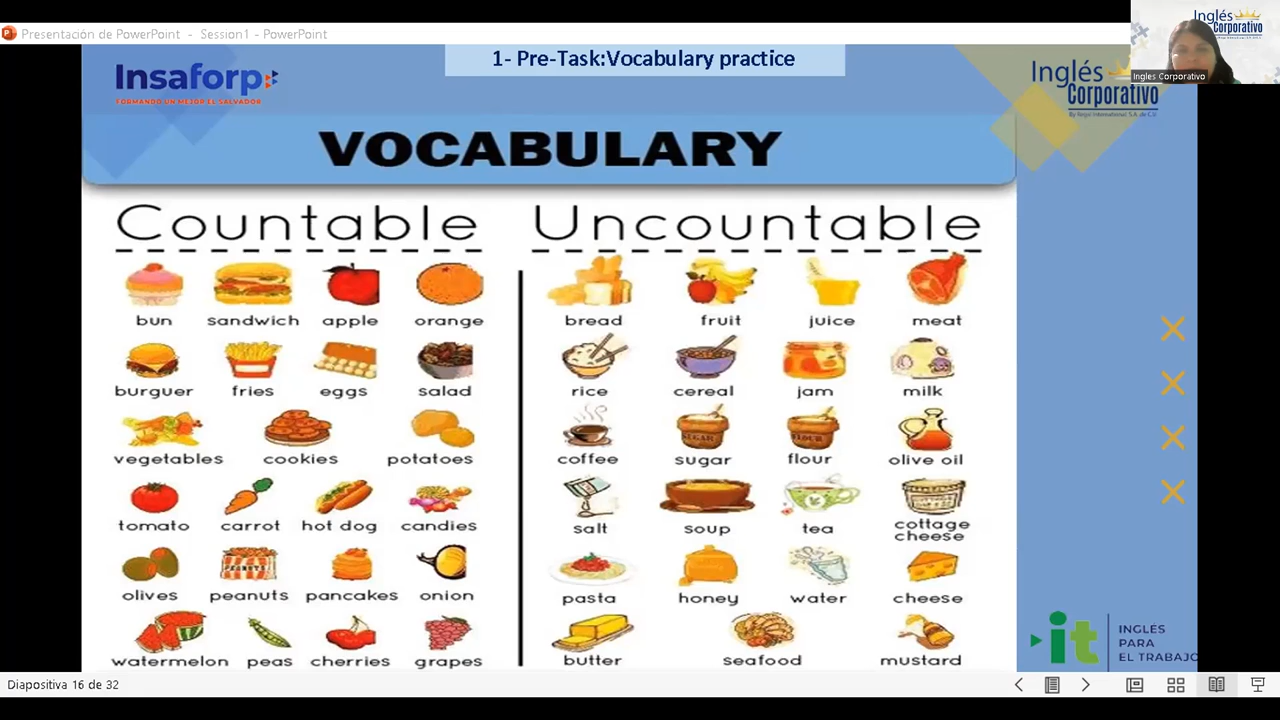 Presentación de PowerPoint - Session1 - PowerPoint
Inglés
Corporativo
Ingles Corporativo
1- Pre-Task:Vocabulary practice
Insaforp
FORMANDO UN MEJOR EL SALVADOR
Inglés
Corporativo
By Regal International, S.A. de C.V.
VOCABULARY
Countable
Uncountable
bun sandwich apple orange
burguer fries eggs salad
vegetables cookies potatoes
tomato carrot hot dog candies
olives peanuts pancakes onion
watermelon peas cherries grapes
bread fruit juice meat
rice cereal jam milk
coffee sugar flour olive oil
salt soup tea cottage
cheese
pasta honey water cheese
butter seafood mustard
SUGAR
FLOUR
it
INGLÉS
PARA
EL TRABAJO
Diapositiva 16 de 32